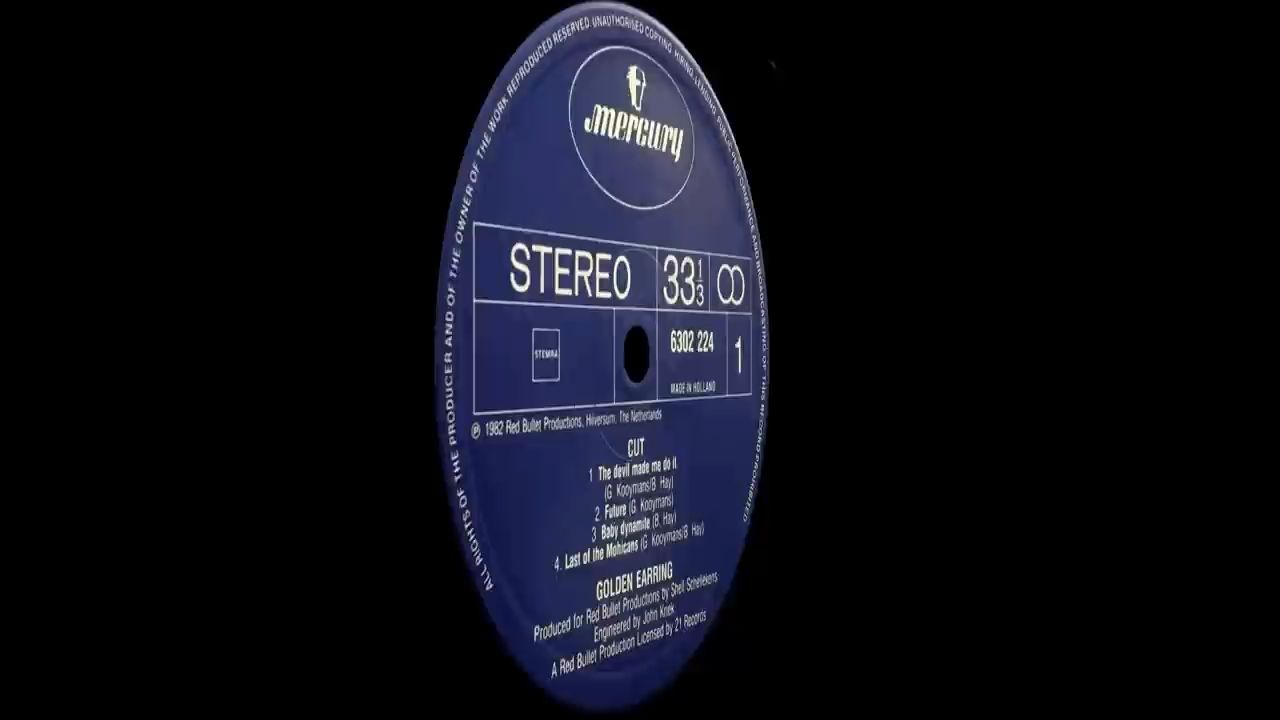 ALL RIGHTS OF THE PRODUCER AND OF THE OWNER OF THE WORK REPRODUCED RESERVED UNAUTHORISED COPYING HIRING LENDING PUBLIC PERFORMANCE AND BROADCASTING OF THIS RECORD PROHIBITED
mercury
STEREO 33 1/3
STEMRA
6302 224 1
MADE IN HOLLAND
℗ 1982 Red Bullet Productions, Hilversum, The Netherlands
CUT
1 The devil made me do it
(G Kooymans/B Hay)
2 Future (G Kooymans)
3 Baby dynamite (B. Hay)
4. Last of the Mohicans (G Kooymans/B Hay)
GOLDEN EARRING
Produced for Red Bullet Productions by Shell Schellekens
Engineered by John Kriek
A Red Bullet Production Licensed by 21 Records